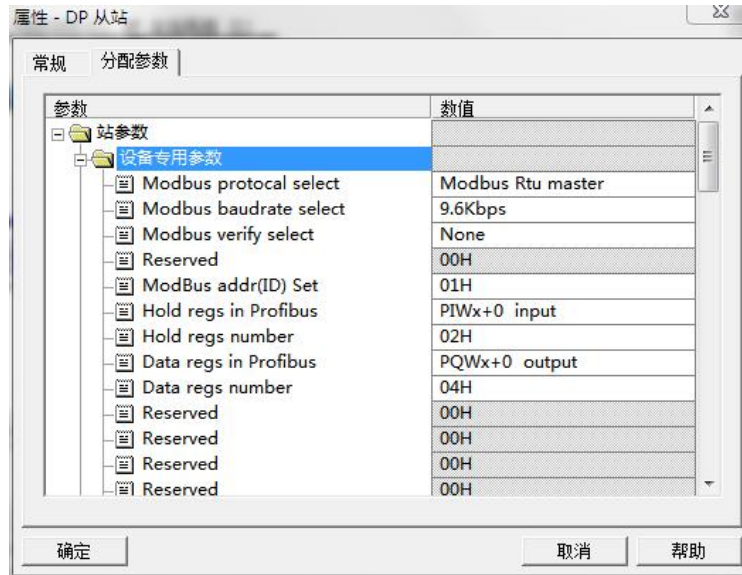 属性 - DP 从站
常规 分配参数
参数 数值
站参数
设备专用参数
Modbus protocal select Modbus Rtu master
Modbus baudrate select 9.6Kbps
Modbus verify select None
Reserved 00H
ModBus addr(ID) Set 01H
Hold regs in Profibus PIWx+0 input
Hold regs number 02H
Data regs in Profibus PQWx+0 output
Data regs number 04H
Reserved 00H
Reserved 00H
Reserved 00H
Reserved 00H
确定 取消 帮助